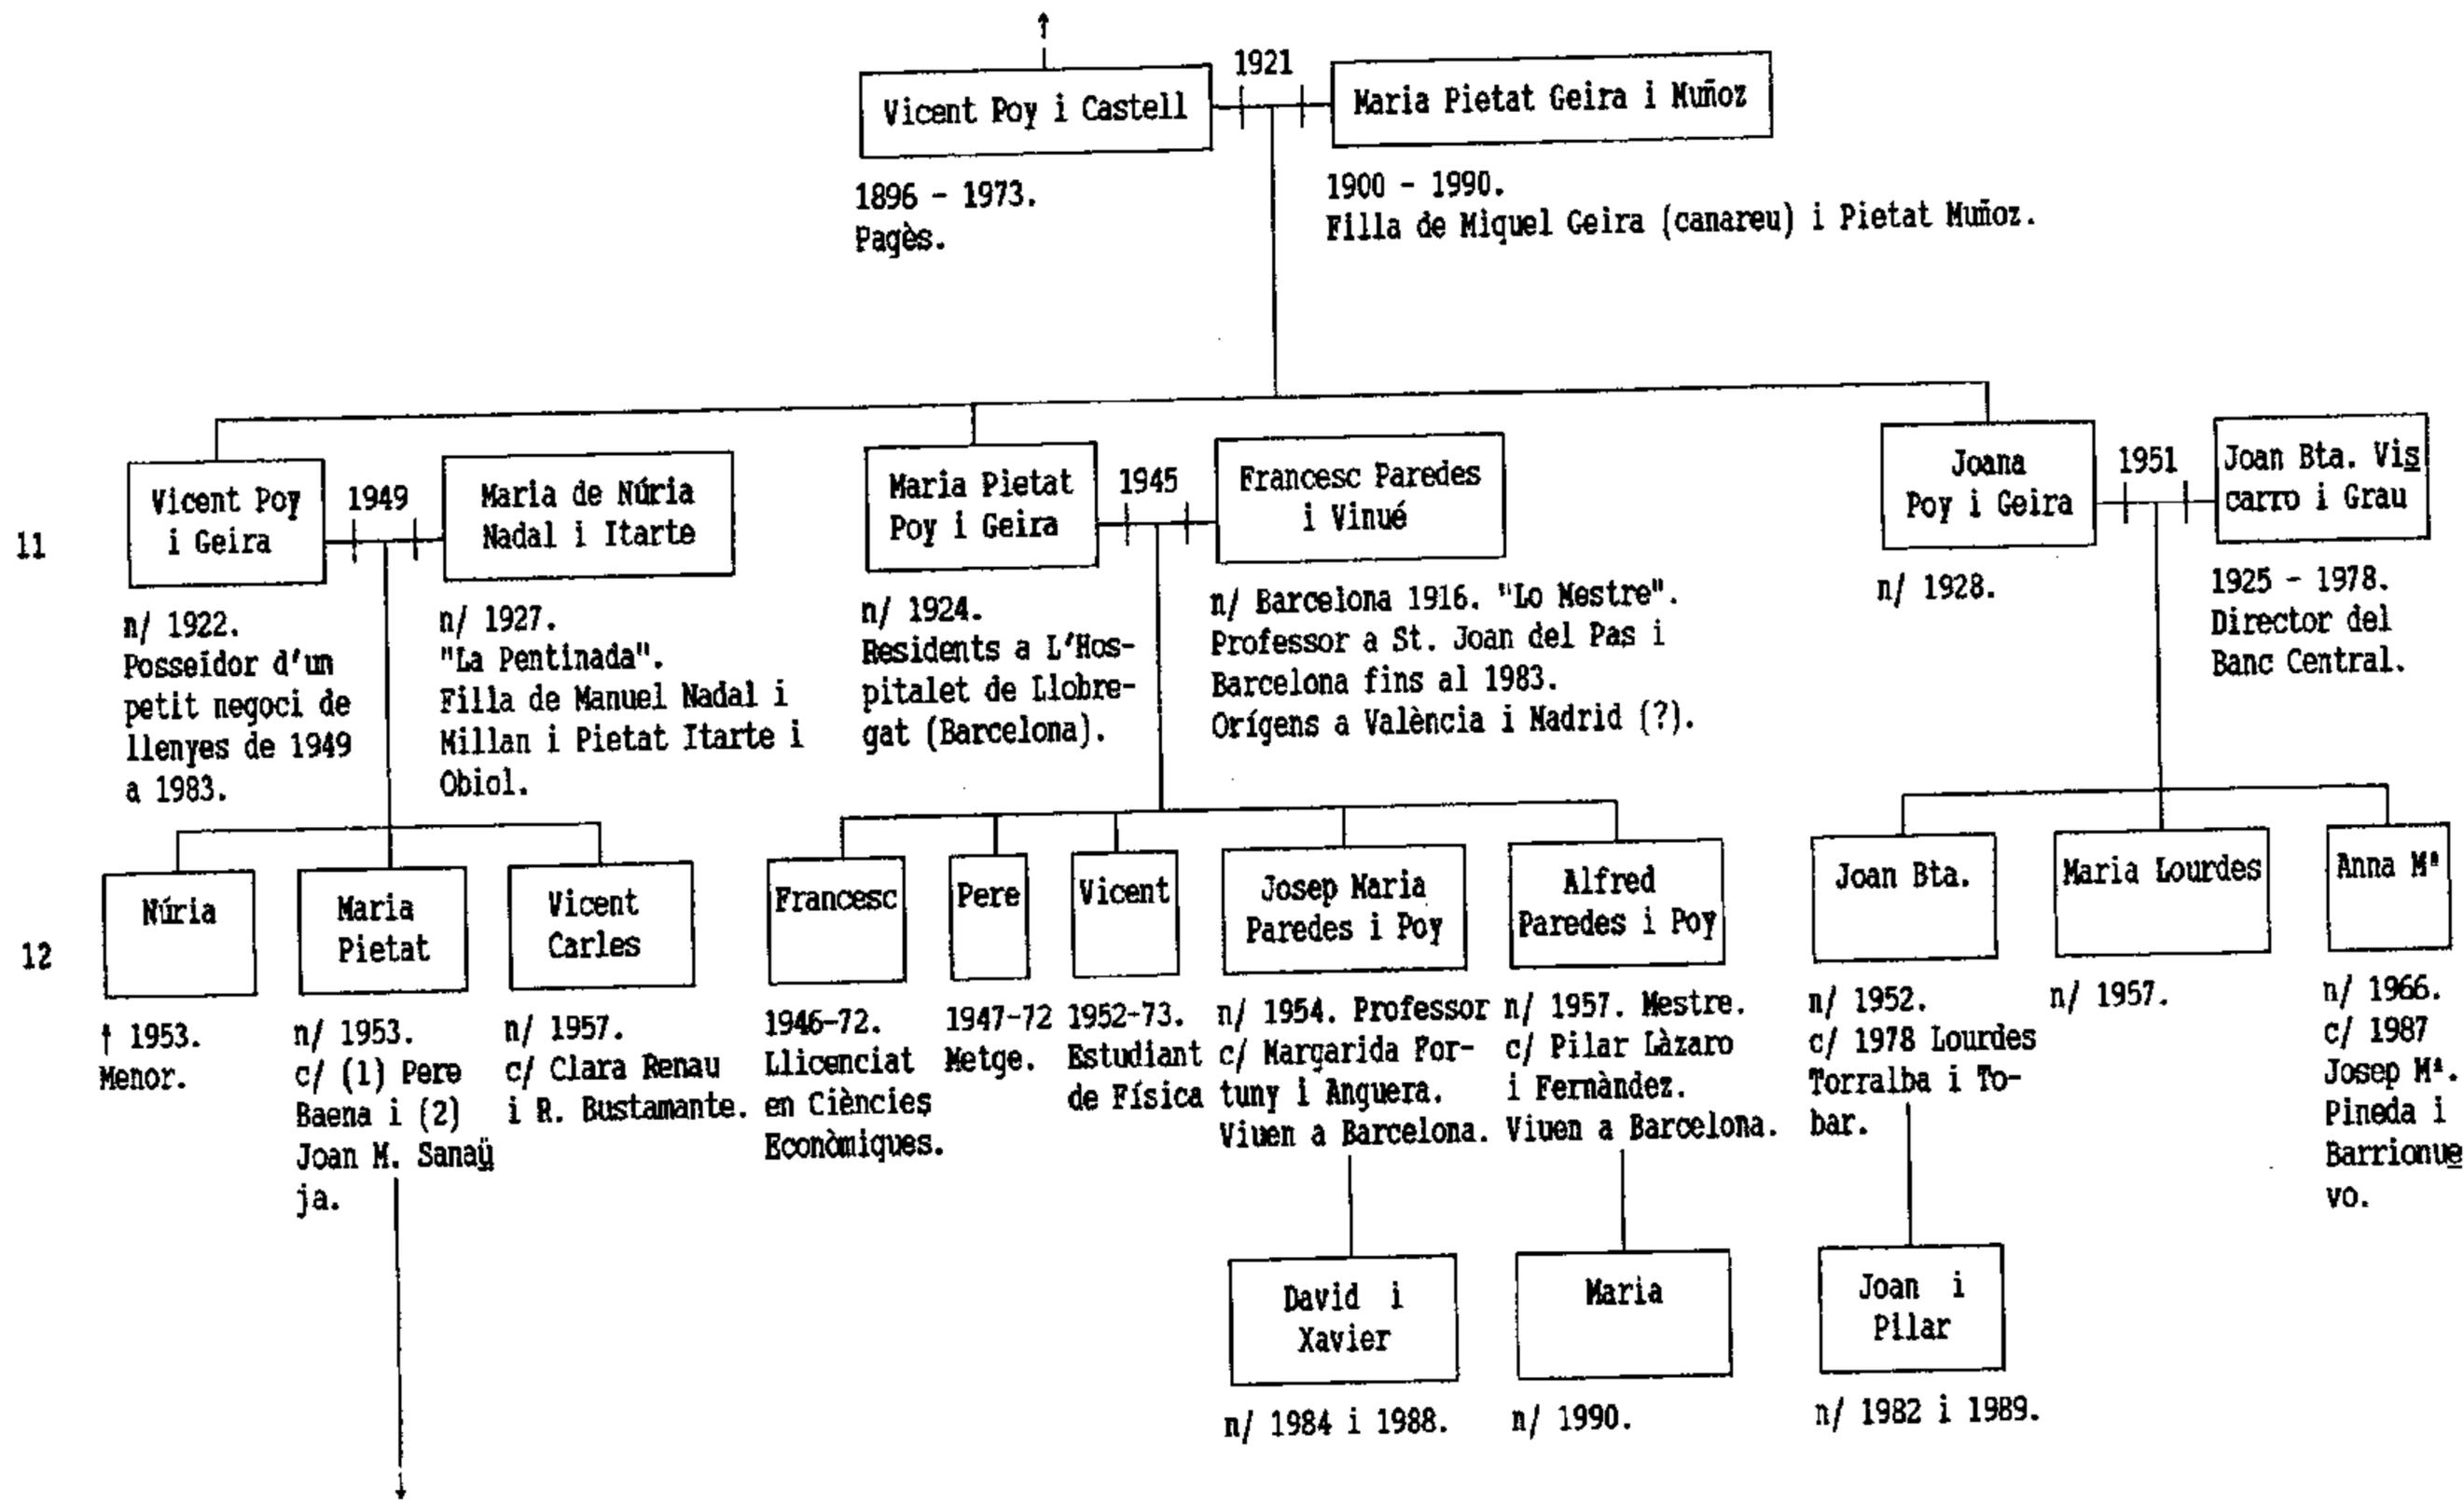 1921
Vicent Poy i Castell
Maria Pietat Geira i Muñoz
1896 - 1973.
Pagès.
1900 - 1990.
Filla de Miquel Geira (canareu) i Pietat Muñoz.
11
Vicent Poy
i Geira
1949
Maria de Núria
Nadal i Itarte
Maria Pietat
Poy i Geira
1945
Francesc Paredes
i Vinué
Joana
Poy i Geira
1951
Joan Bta. Vis
carro i Grau
n/ 1922.
Posseïdor d'un
petit negoci de
llenyes de 1949
a 1983.
n/ 1927.
"La Pentinada".
Filla de Manuel Nadal i
Millan i Pietat Itarte i
Obiol.
n/ 1924.
Residents a L'Hos-
pitalet de Llobre-
gat (Barcelona).
n/ Barcelona 1916. "Lo Mestre".
Professor a St. Joan del Pas i
Barcelona fins al 1983.
Orígens a València i Madrid (?).
n/ 1928.
1925 - 1978.
Director del
Banc Central.
12
Núria
Maria
Pietat
Vicent
Carles
Francesc
Pere
Vicent
Josep Maria
Paredes i Poy
Alfred
Paredes i Poy
Joan Bta.
Maria Lourdes
Anna Mª
† 1953.
Menor.
n/ 1953.
c/ (1) Pere
Baena i (2)
Joan M. Sanaü
ja.
n/ 1957.
c/ Clara Renau
i R. Bustamante.
1946-72.
Llicenciat
en Ciències
Econòmiques.
1947-72
Metge.
1952-73.
Estudiant
de Física
n/ 1954. Professor
c/ Margarida For-
tuny i Anguera.
Viuen a Barcelona.
n/ 1957. Mestre.
c/ Pilar Làzaro
i Fernàndez.
Viuen a Barcelona.
n/ 1952.
c/ 1978 Lourdes
Torralba i To-
bar.
n/ 1957.
n/ 1966.
c/ 1987
Josep Mª.
Pineda i
Barrionue
vo.
David i
Xavier
Maria
Joan i
Pilar
n/ 1984 i 1988.
n/ 1990.
n/ 1982 i 1989.